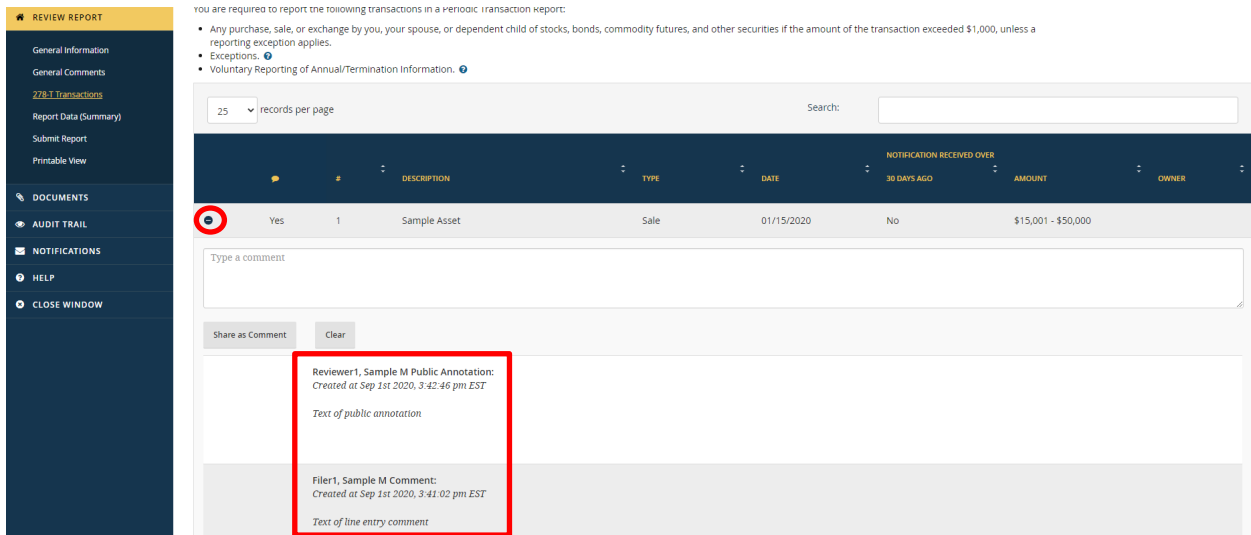 REVIEW REPORT
General Information
General Comments
278-T Transactions
Report Data (Summary)
Submit Report
Printable View
DOCUMENTS
AUDIT TRAIL
NOTIFICATIONS
HELP
CLOSE WINDOW
You are required to report the following transactions in a Periodic Transaction Report:
• Any purchase, sale, or exchange by you, your spouse, or dependent child of stocks, bonds, commodity futures, and other securities if the amount of the transaction exceeded $1,000, unless a
reporting exception applies.
• Exceptions.
• Voluntary Reporting of Annual/Termination Information.
25 records per page Search:
# DESCRIPTION TYPE DATE NOTIFICATION RECEIVED OVER
30 DAYS AGO AMOUNT OWNER
Yes 1 Sample Asset Sale 01/15/2020 No $15,001 - $50,000
Type a comment
Share as Comment Clear
Reviewer1, Sample M Public Annotation:
Created at Sep 1st 2020, 3:42:46 pm EST
Text of public annotation
Filer1, Sample M Comment:
Created at Sep 1st 2020, 3:41:02 pm EST
Text of line entry comment